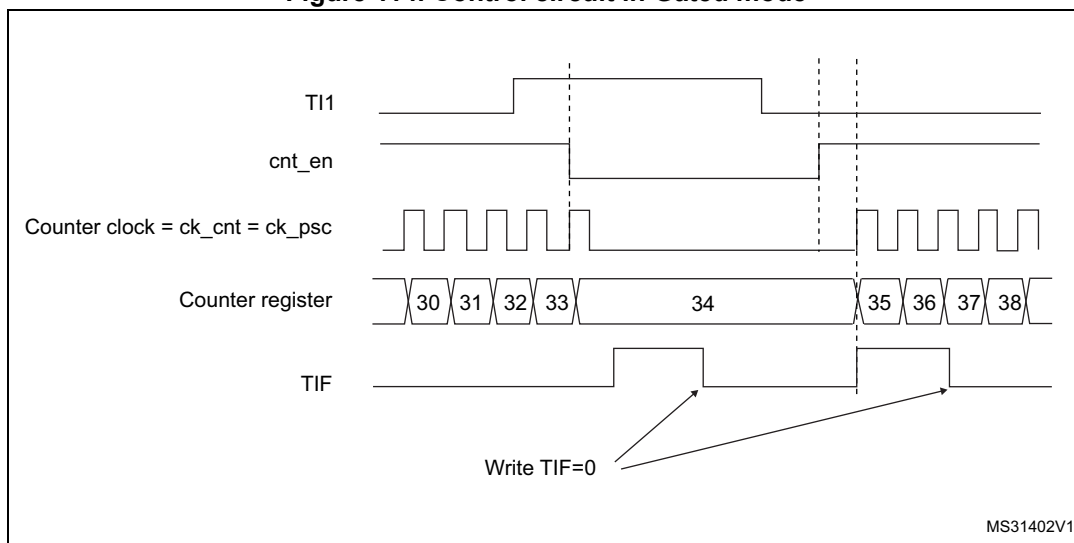 TI1
cnt_en
Counter clock = ck_cnt = ck_psc
Counter register 30 31 32 33 34 35 36 37 38
TIF
Write TIF=0
MS31402V1